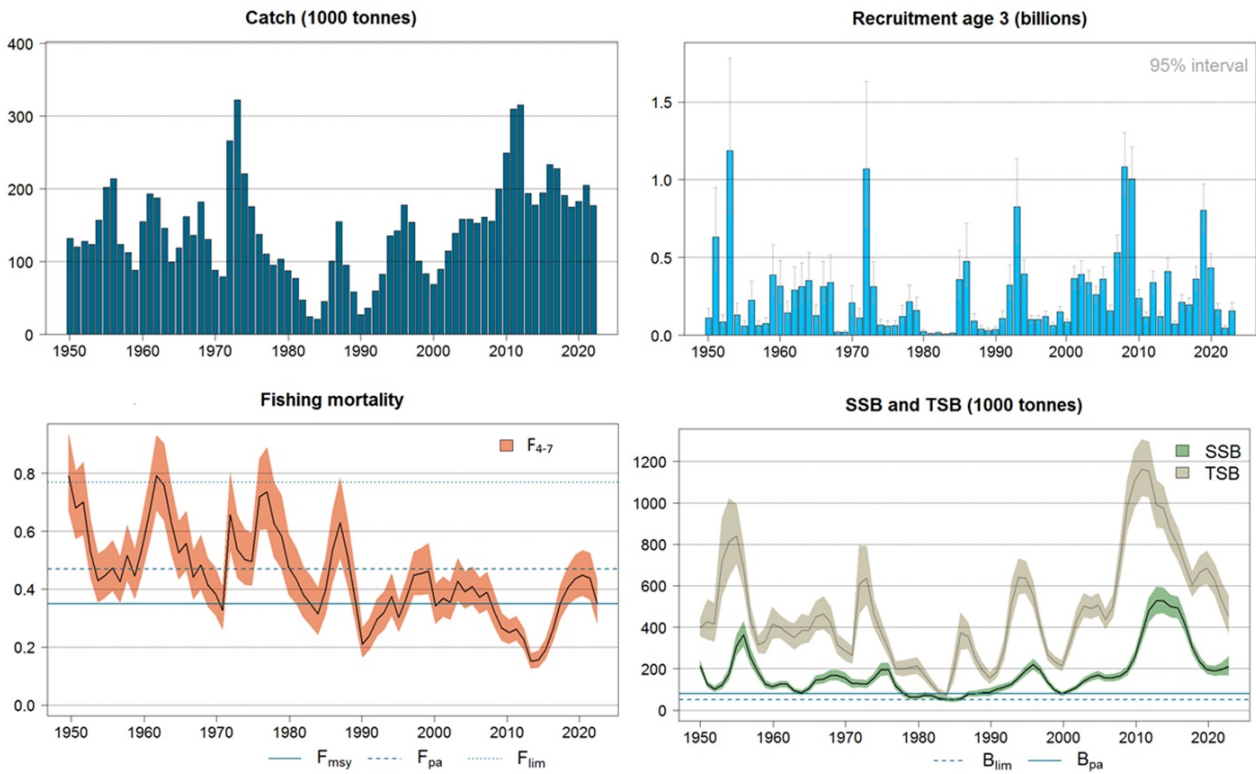 Catch (1000 tonnes)
400
300
200
100
0
1950 1960 1970 1980 1990 2000 2010 2020
Recruitment age 3 (billions)
95% interval
1.5
1.0
0.5
0.0
1950 1960 1970 1980 1990 2000 2010 2020
Fishing mortality
F4-7
0.8
0.6
0.4
0.2
0.0
1950 1960 1970 1980 1990 2000 2010 2020
Fmsy Fpa Flim
SSB and TSB (1000 tonnes)
SSB
TSB
1200
1000
800
600
400
200
0
1950 1960 1970 1980 1990 2000 2010 2020
Blim Bpa